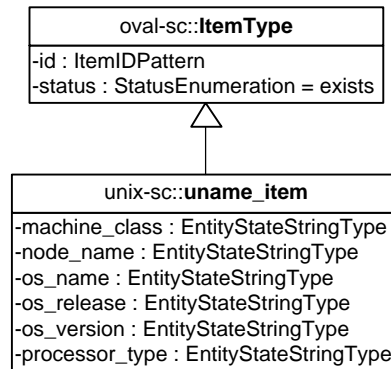 oval-sc::ItemType
-id : ItemIDPattern
-status : StatusEnumeration = exists
unix-sc::uname_item
-machine_class : EntityStateStringType
-node_name : EntityStateStringType
-os_name : EntityStateStringType
-os_release : EntityStateStringType
-os_version : EntityStateStringType
-processor_type : EntityStateStringType